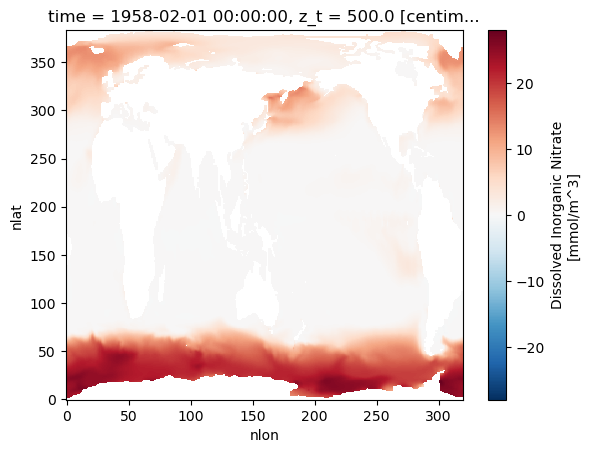 time = 1958-02-01 00:00:00, z_t = 500.0 [centim...
350
300
250
200
150
100
50
0
nlat
0 50 100 150 200 250 300
nlon
20
10
0
−10
−20
Dissolved Inorganic Nitrate
[mmol/m^3]